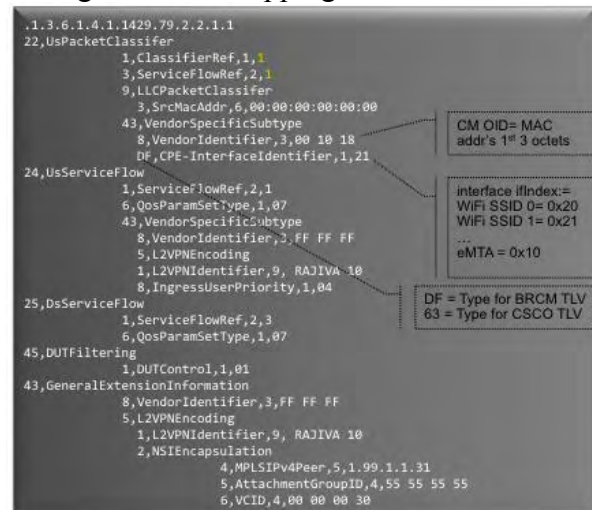 .1.3.6.1.4.1.1429.79.2.2.1.1
22,UsPacketClassifer
1,ClassifierRef,1,1
3,ServiceFlowRef,2,1
9,LLCPacketClassifer
3,SrcMacAddr,6,00:00:00:00:00:00
43,VendorSpecificSubtype
8,VendorIdentifier,3,00 10 18
DF,CPE-InterfaceIdentifier,1,21
24,UsServiceFlow
1,ServiceFlowRef,2,1
6,QosParamSetType,1,07
43,VendorSpecificSubtype
8,VendorIdentifier,3,FF FF FF
5,L2VPNEncoding
1,L2VPNIdentifier,9, RAJIVA 10
8,IngressUserPriority,1,04
25,DsServiceFlow
1,ServiceFlowRef,2,3
6,QosParamSetType,1,07
45,DUTFiltering
1,DUTControl,1,01
43,GeneralExtensionInformation
8,VendorIdentifier,3,FF FF FF
5,L2VPNEncoding
1,L2VPNIdentifier,9, RAJIVA 10
2,NSIEncapsulation
4,MPLSIPv4Peer,5,1.99.1.1.31
5,AttachmentGroupID,4,55 55 55 55
6,VCID,4,00 00 00 30
CM OID= MAC
addr's 1st 3 octets
interface ifIndex:=
WiFi SSID 0= 0x20
WiFi SSID 1= 0x21
...
eMTA = 0x10
DF = Type for BRCM TLV
63 = Type for CSCO TLV